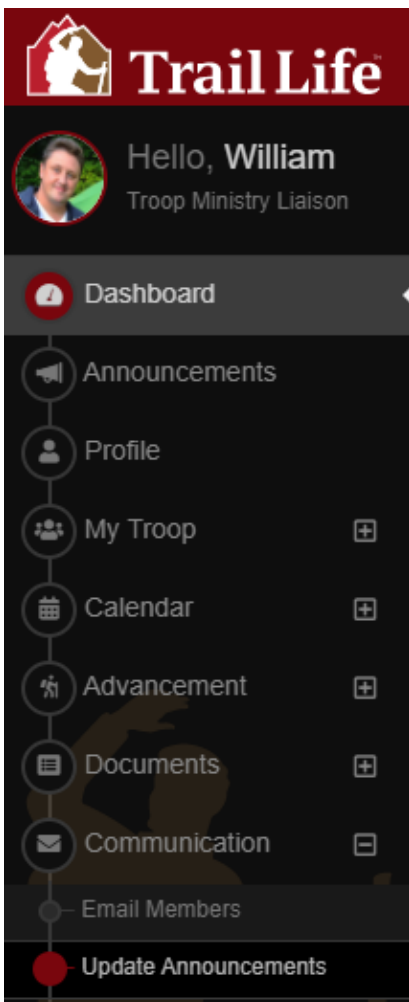 Trail Life
Hello, William
Troop Ministry Liaison
Dashboard
Announcements
Profile
My Troop
Calendar
Advancement
Documents
Communication
Email Members
Update Announcements